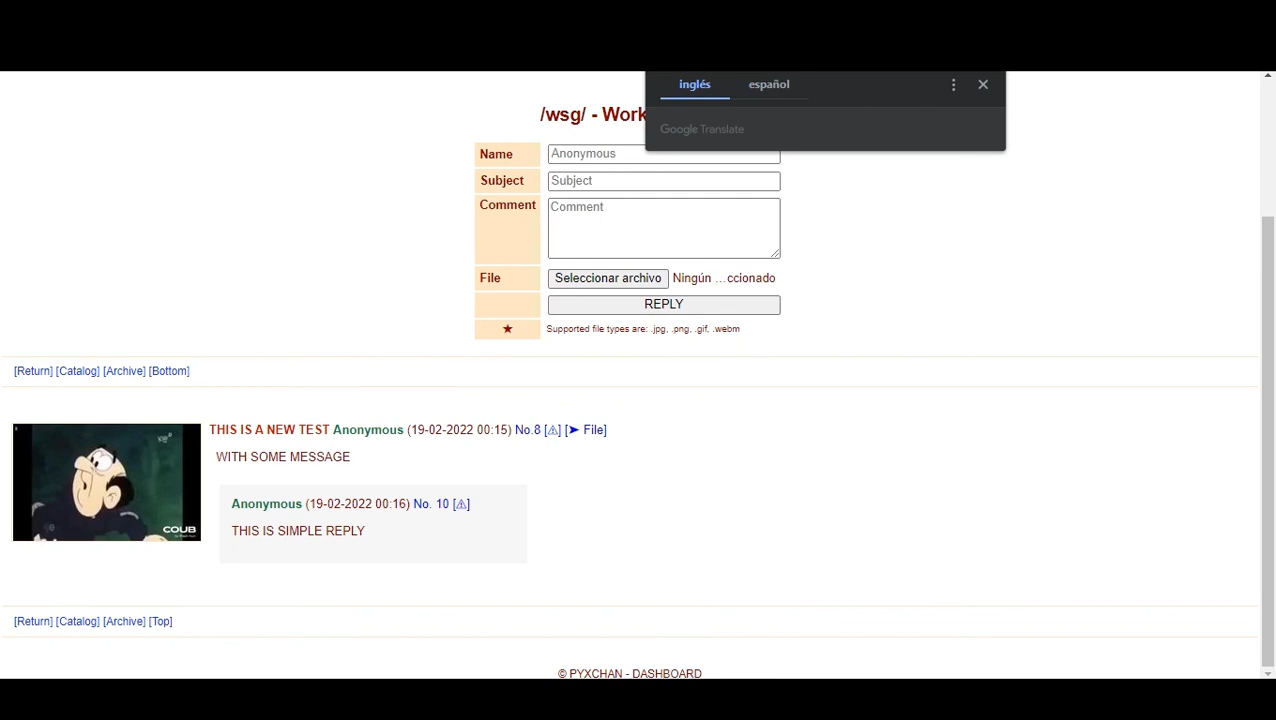 inglés español
Google Translate
/wsg/ - Work
Name Anonymous
Subject Subject
Comment Comment
File Seleccionar archivo Ningún ...ccionado
REPLY
★ Supported file types are: .jpg, .png, .gif, .webm
[Return] [Catalog] [Archive] [Bottom]
THIS IS A NEW TEST Anonymous (19-02-2022 00:15) No.8 [⚠] [➤ File]
WITH SOME MESSAGE
Anonymous (19-02-2022 00:16) No. 10 [⚠]
THIS IS SIMPLE REPLY
COUB
[Return] [Catalog] [Archive] [Top]
© PYXCHAN - DASHBOARD